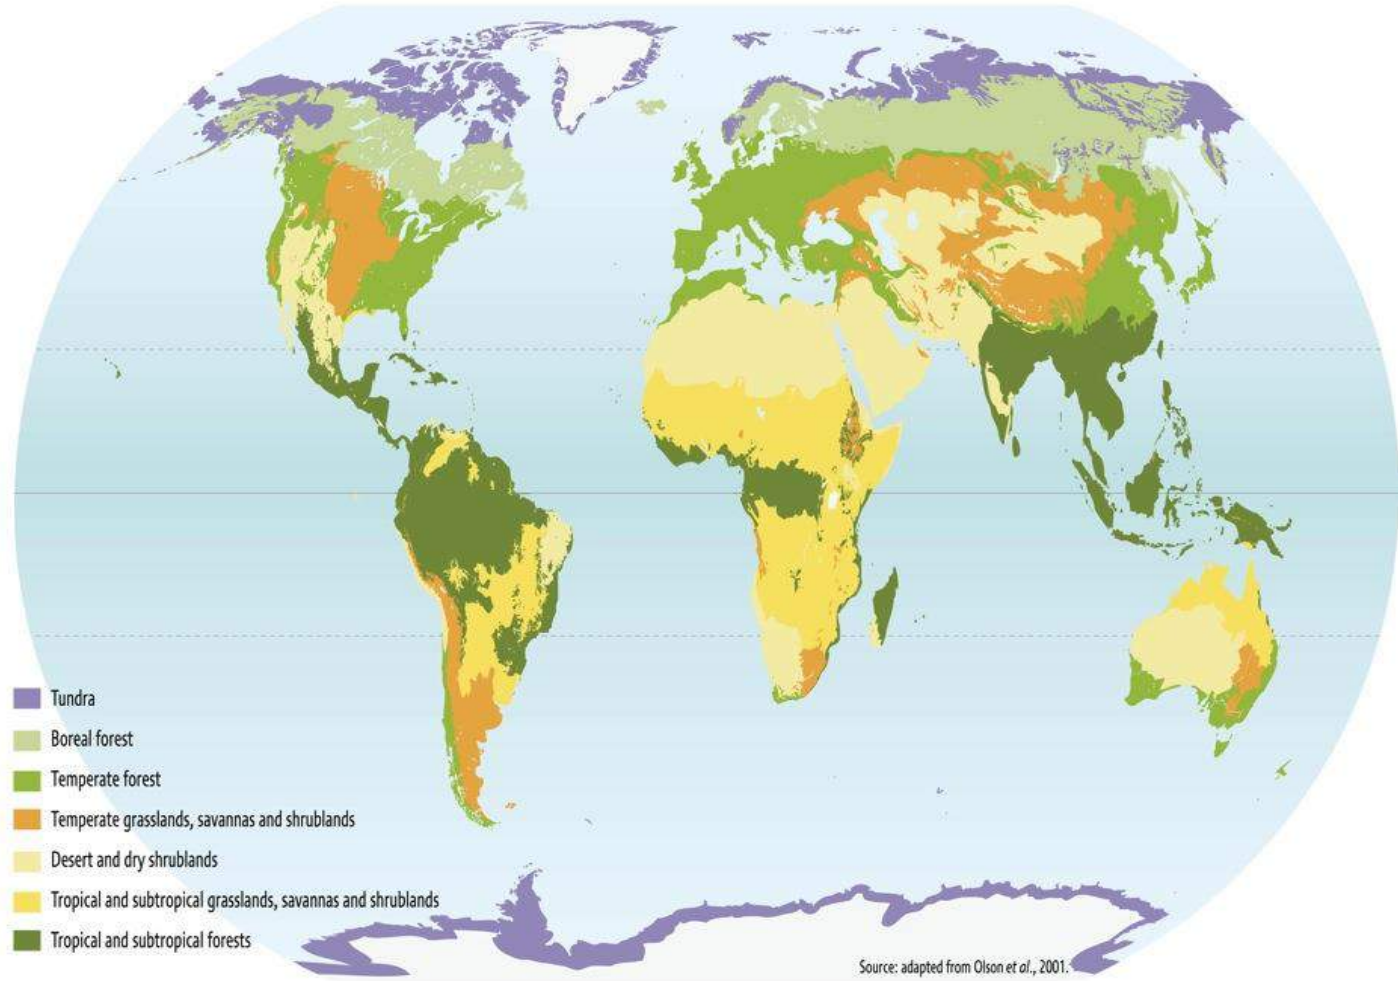 Tundra
Boreal forest
Temperate forest
Temperate grasslands, savannas and shrublands
Desert and dry shrublands
Tropical and subtropical grasslands, savannas and shrublands
Tropical and subtropical forests
Source: adapted from Olson et al., 2001.